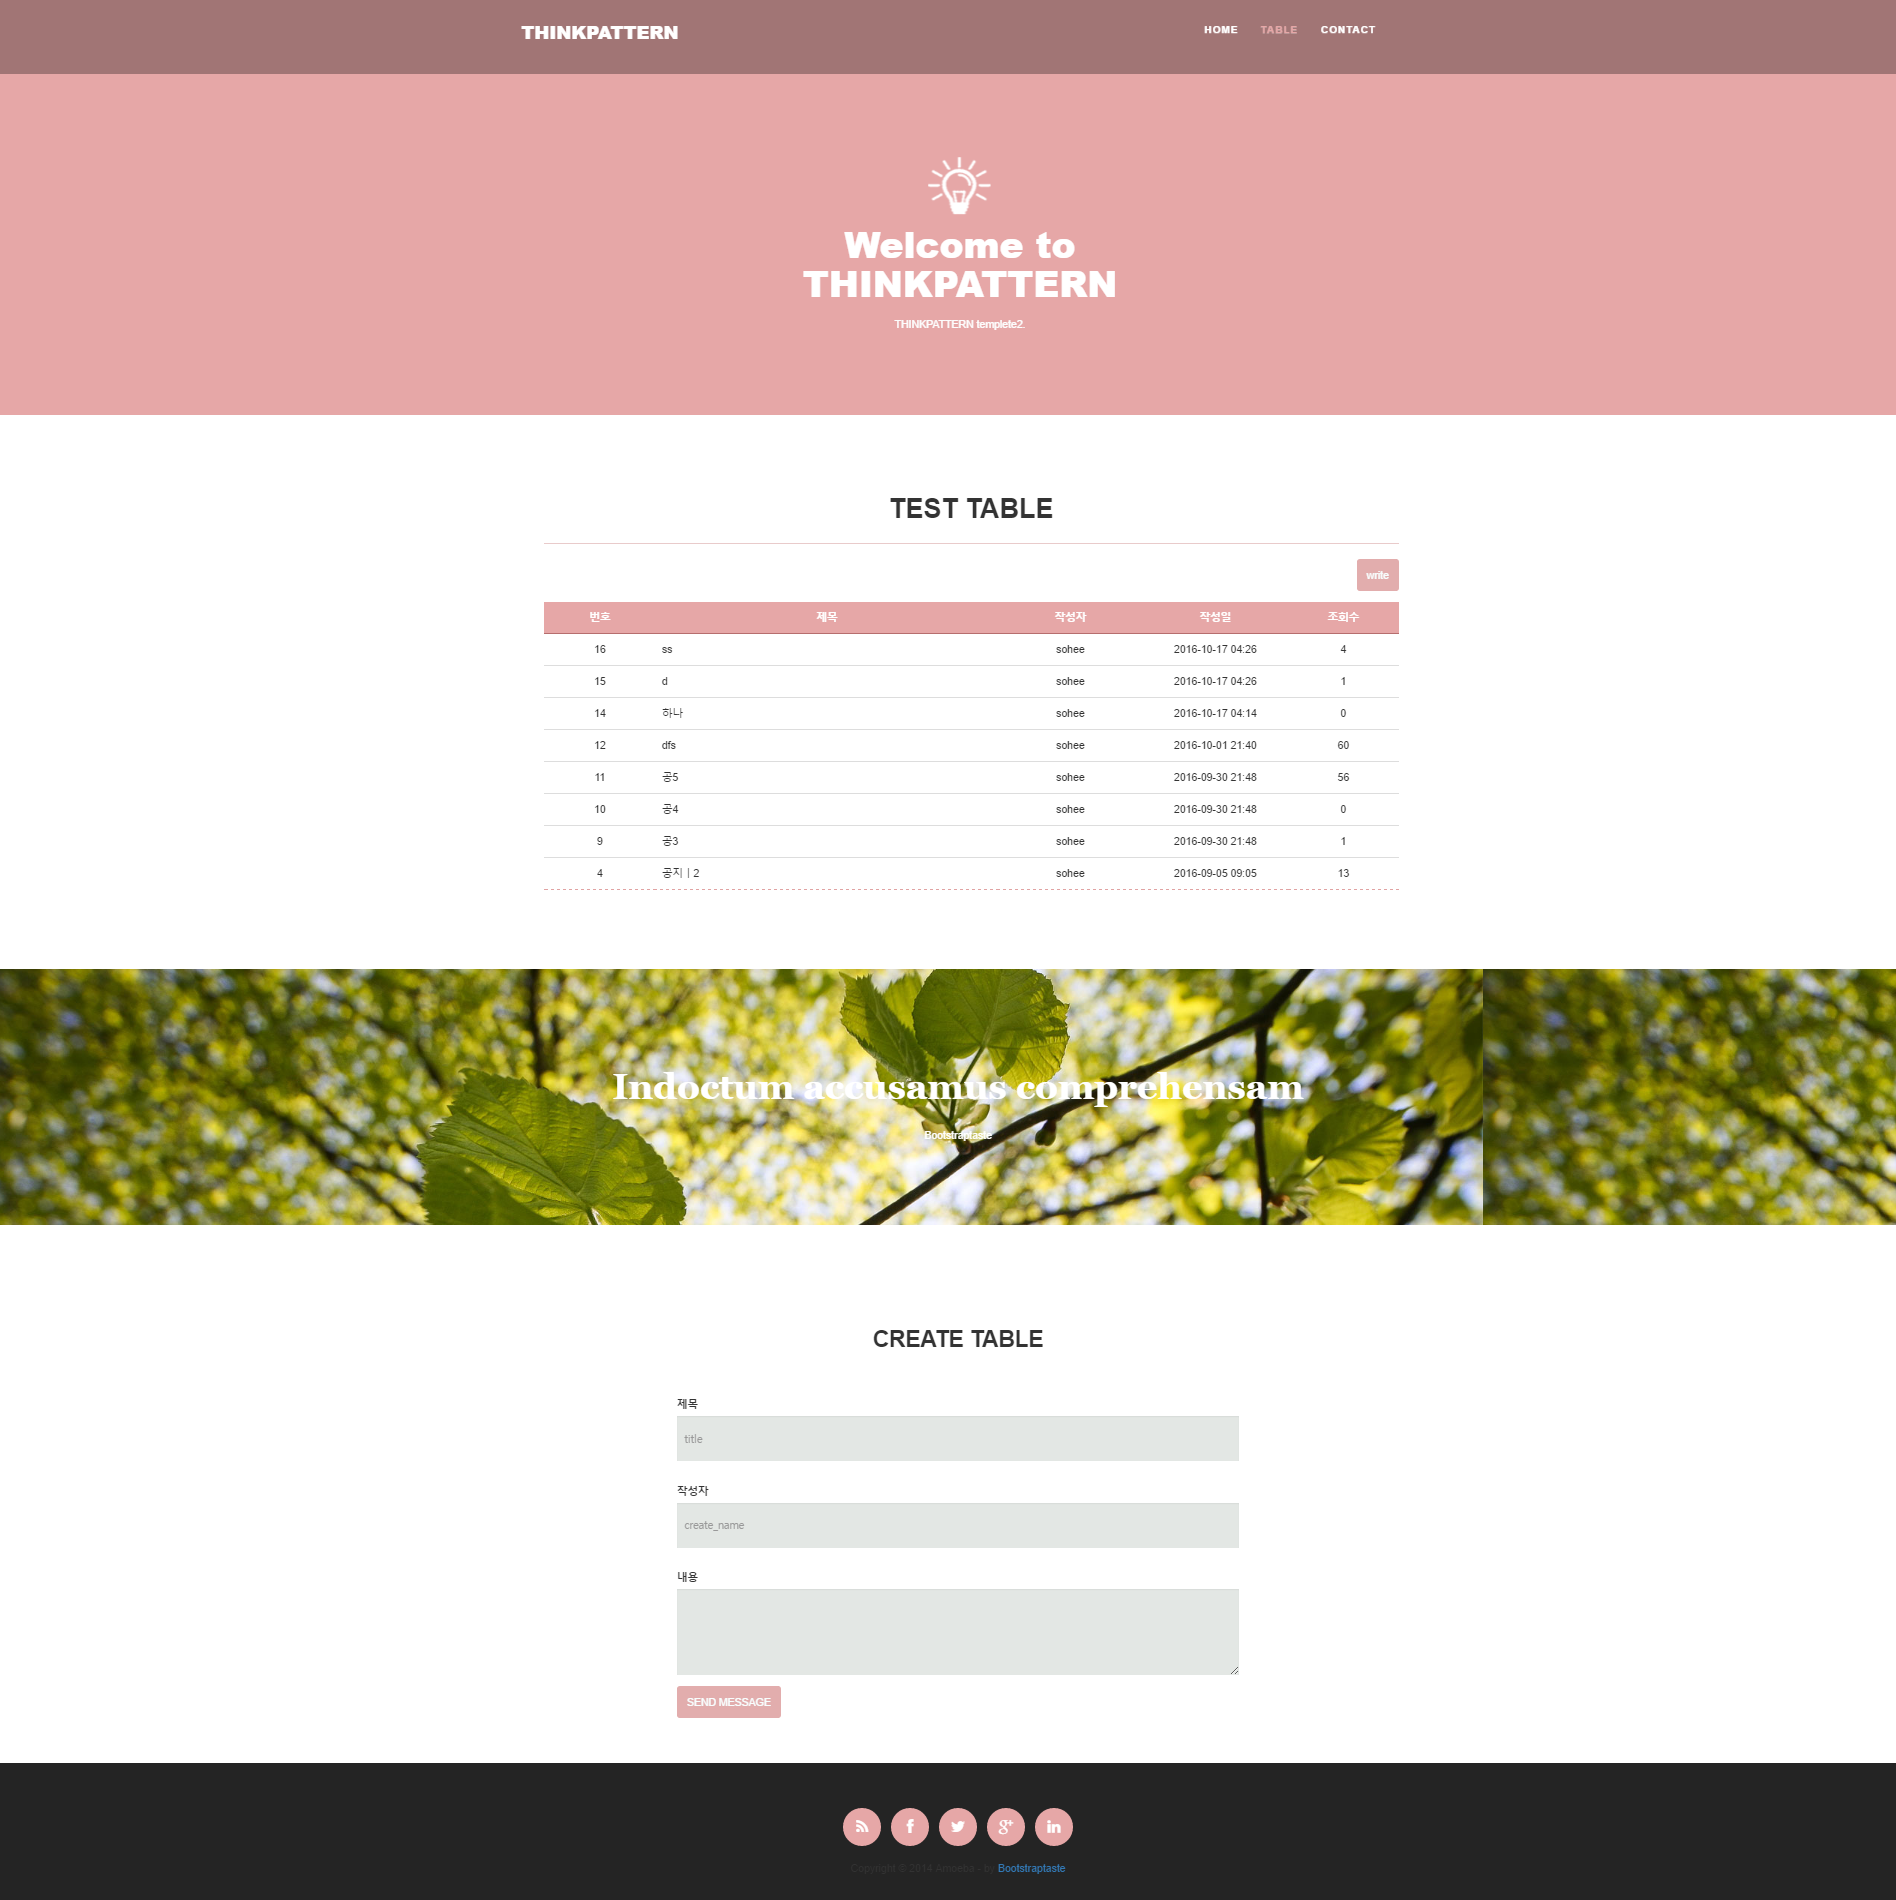 THINKPATTERN
HOME TABLE CONTACT
Welcome to
THINKPATTERN
THINKPATTERN templete2.
TEST TABLE
write
번호 제목 작성자 작성일 조회수
16 ss sohee 2016-10-17 04:26 4
15 d sohee 2016-10-17 04:26 1
14 하나 sohee 2016-10-17 04:14 0
12 dfs sohee 2016-10-01 21:40 60
11 공5 sohee 2016-09-30 21:48 56
10 공4 sohee 2016-09-30 21:48 0
9 공3 sohee 2016-09-30 21:48 1
4 공지 | 2 sohee 2016-09-05 09:05 13
Indoctum accusamus comprehensam
Bootstraptaste
CREATE TABLE
제목
title
작성자
create_name
내용
SEND MESSAGE
Copyright © 2014 Amoeba - by Bootstraptaste